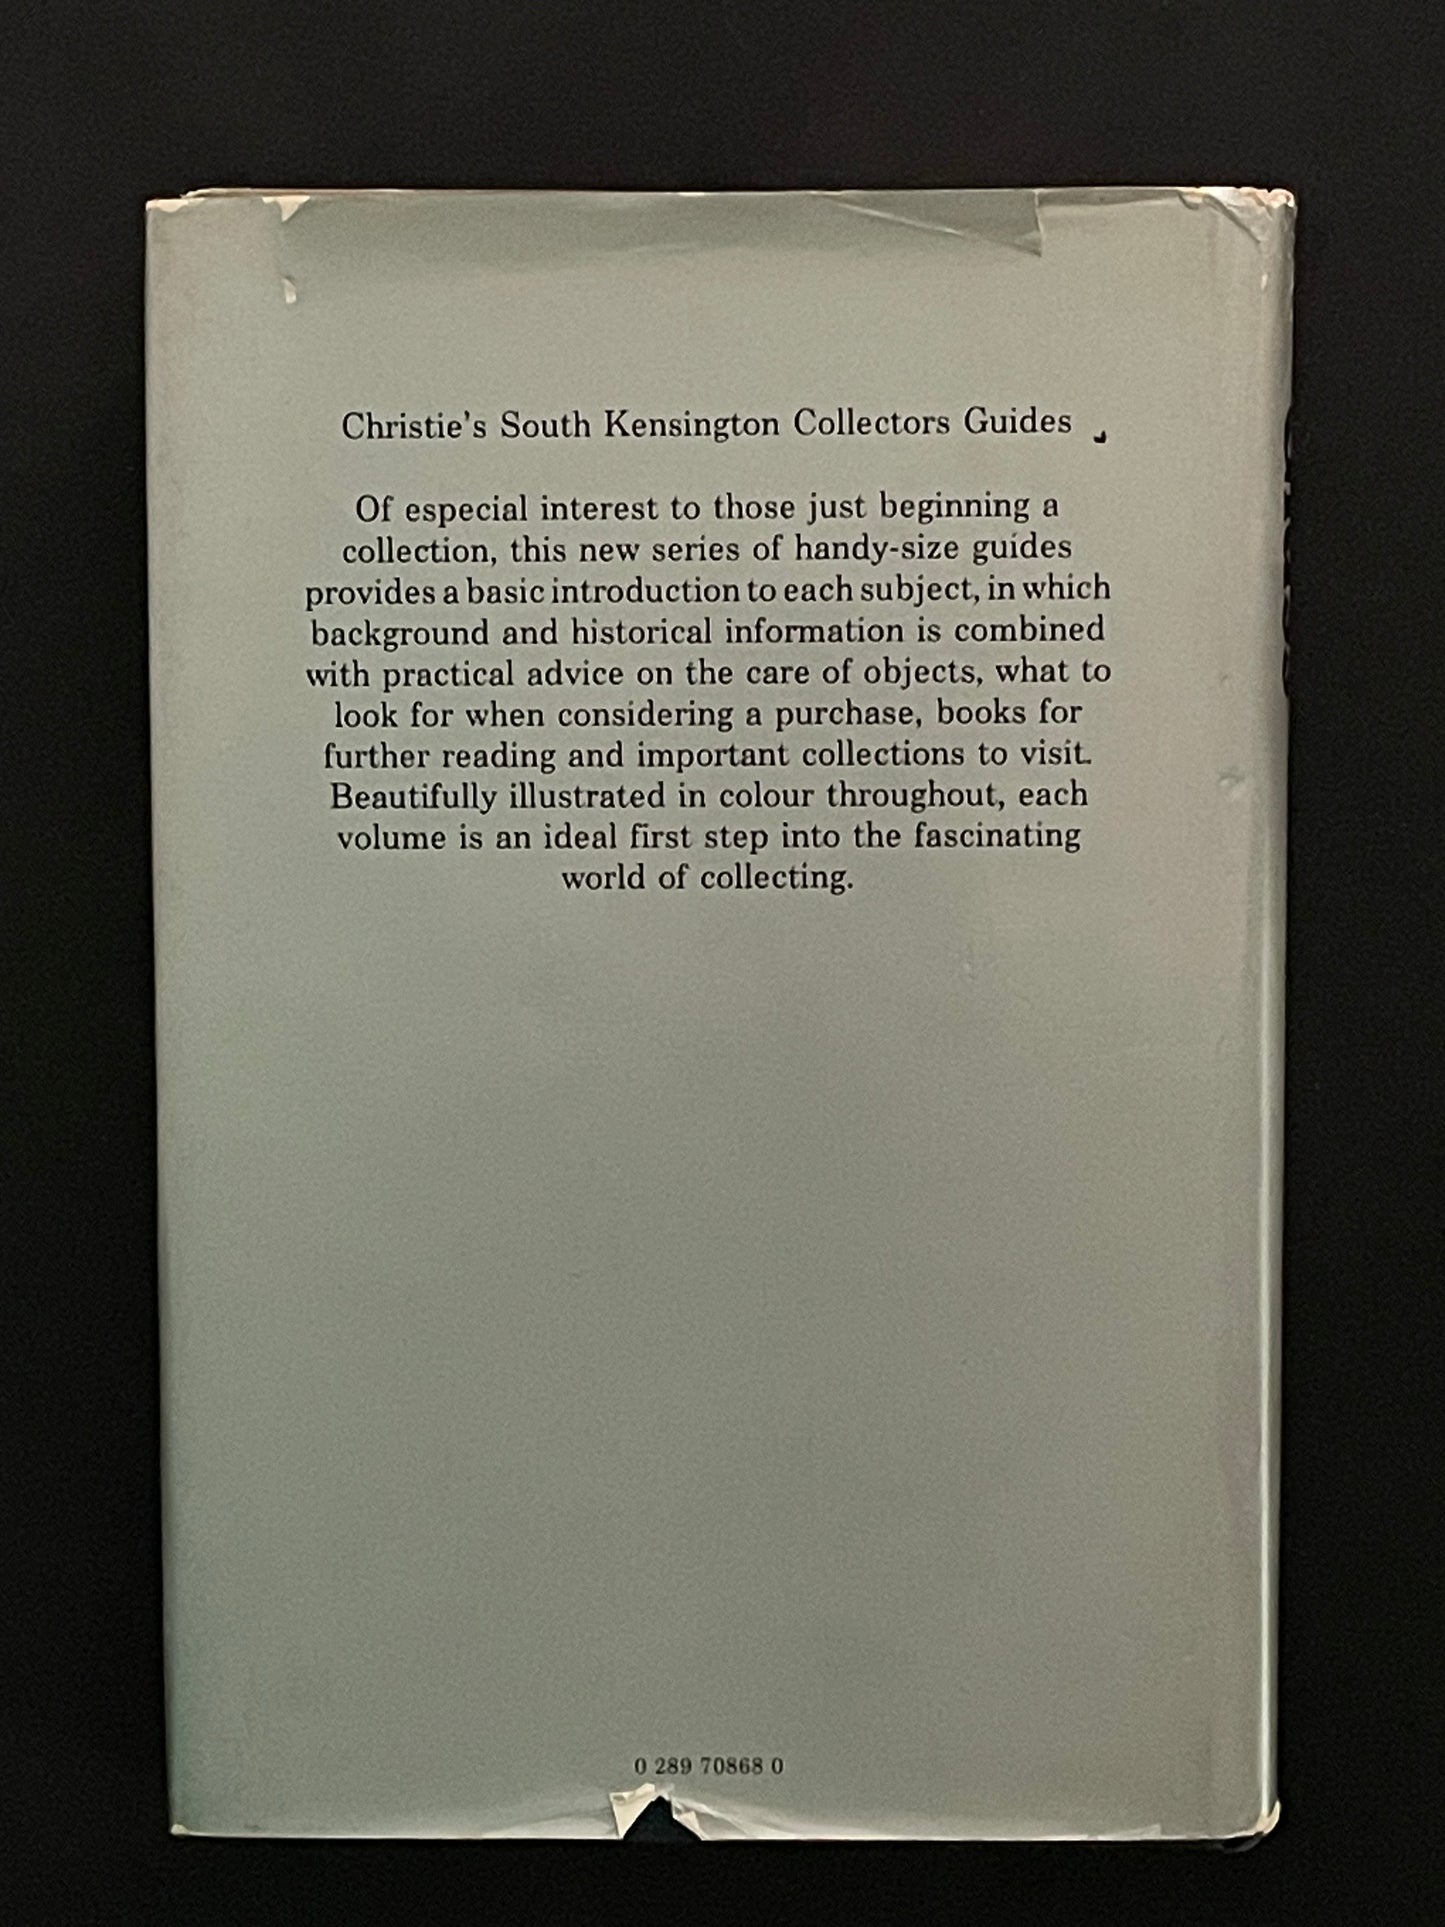 Christie's South Kensington Collectors Guides
Of especial interest to those just beginning a
collection, this new series of handy-size guides
provides a basic introduction to each subject, in which
background and historical information is combined
with practical advice on the care of objects, what to
look for when considering a purchase, books for
further reading and important collections to visit.
Beautifully illustrated in colour throughout, each
volume is an ideal first step into the fascinating
world of collecting.
0 289 70868 0